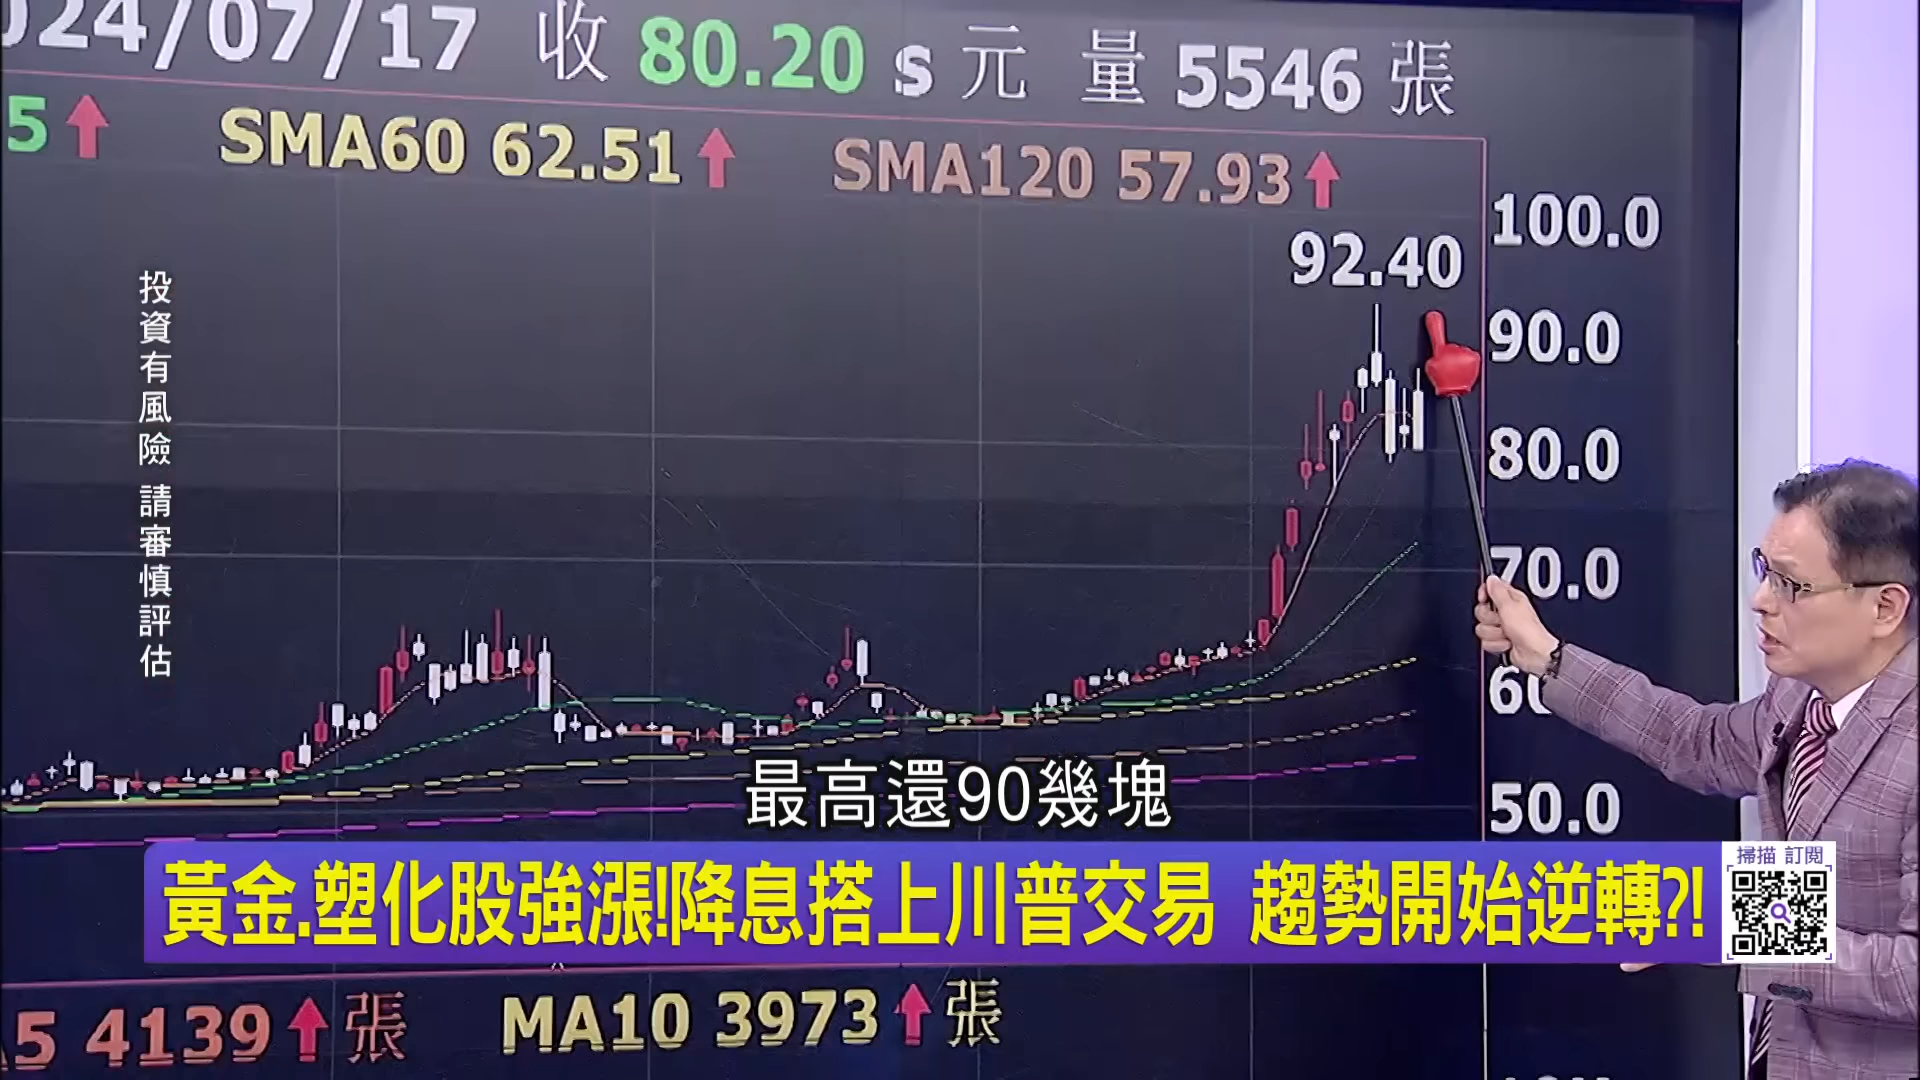 024/07/17 收 80.20 s 元 量 5546 張
5 SMA60 62.51 SMA120 57.93
100.0
92.40
90.0
80.0
70.0
50.0
投資有風險 請審慎評估
最高還90幾塊
黃金.塑化股強漲!降息搭上川普交易 趨勢開始逆轉?!
掃描 訂閱
5 4139 張 MA10 3973 張